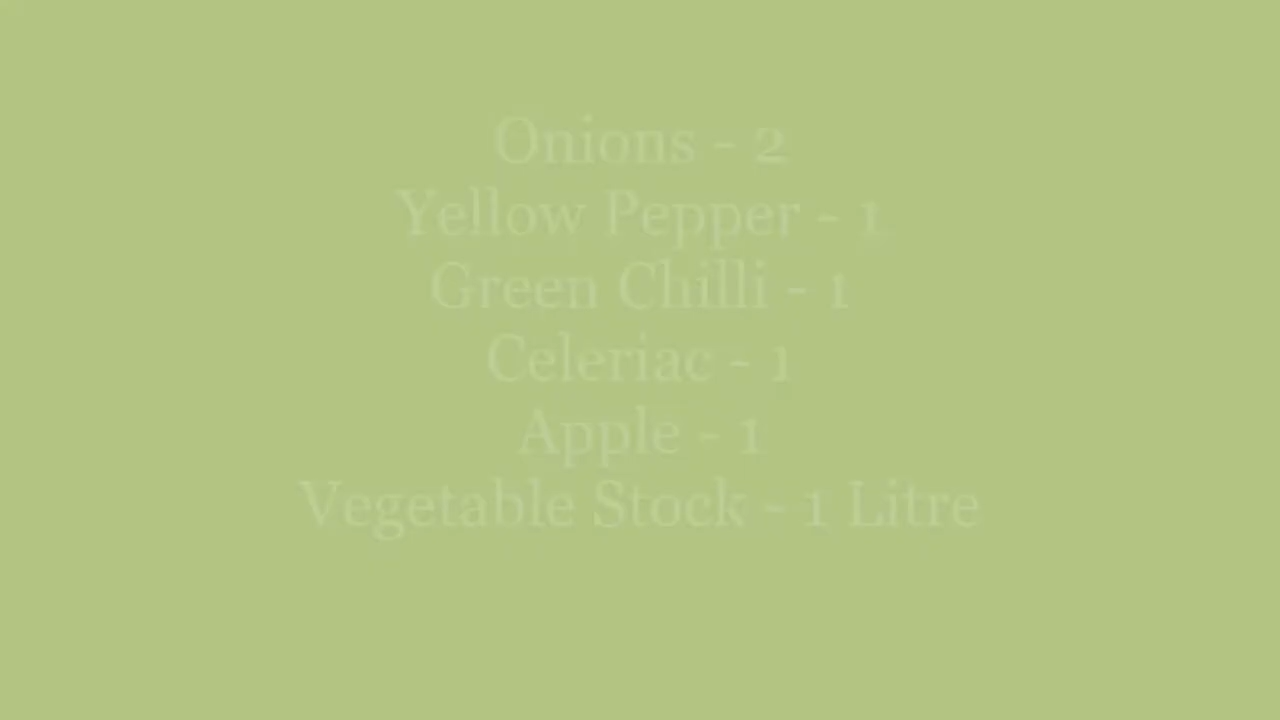 Onions - 2
Yellow Pepper - 1
Green Chilli - 1
Celeriac - 1
Apple - 1
Vegetable Stock - 1 Litre